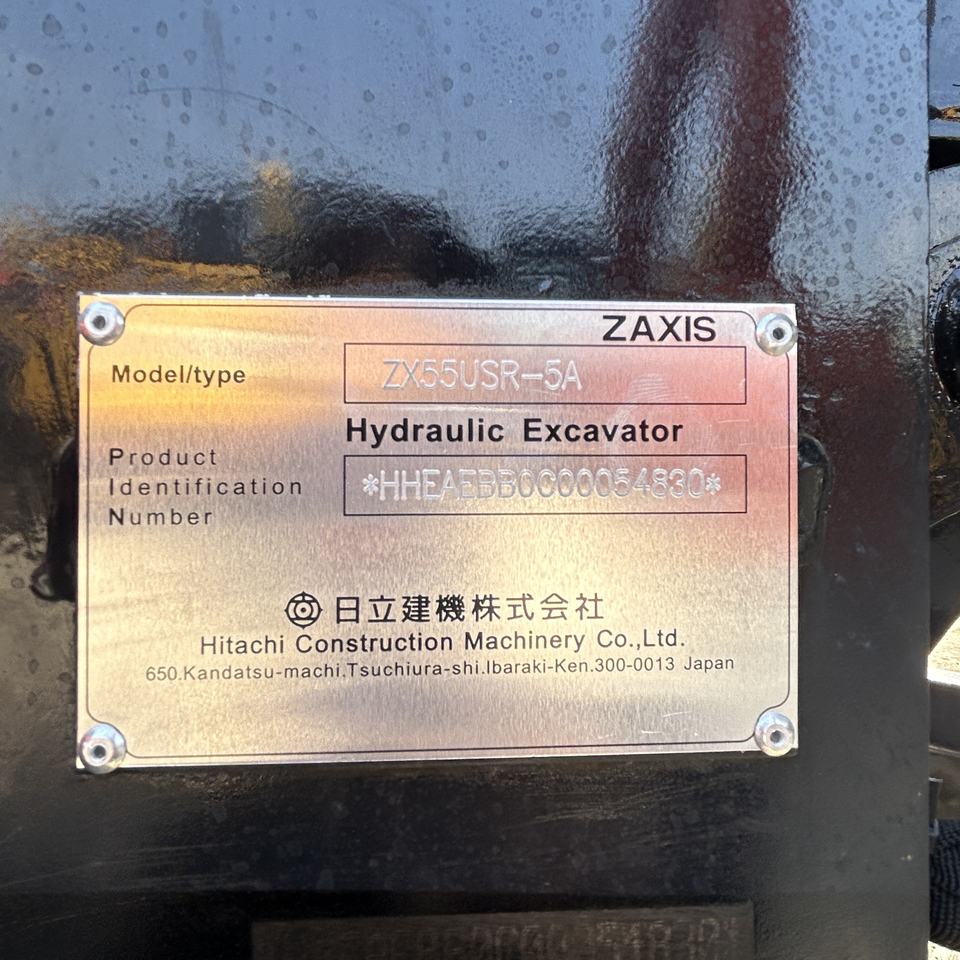 ZAXIS
Model/type ZX55USR-5A
Hydraulic Excavator
Product
Identification
Number
*HHEAEBB0C00054830*
日立建機株式会社
Hitachi Construction Machinery Co.,Ltd.
650.Kandatsu-machi.Tsuchiura-shi.Ibaraki-Ken.300-0013 Japan